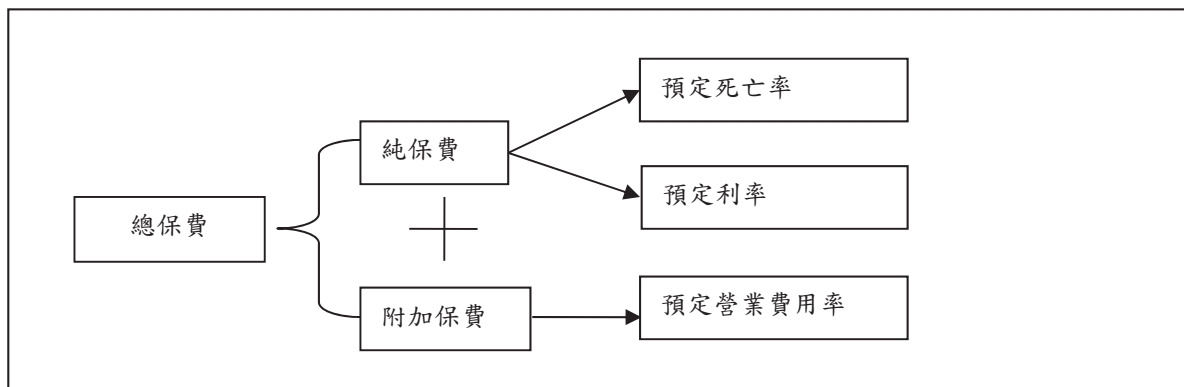 總保費
純保費
附加保費
預定死亡率
預定利率
預定營業費用率